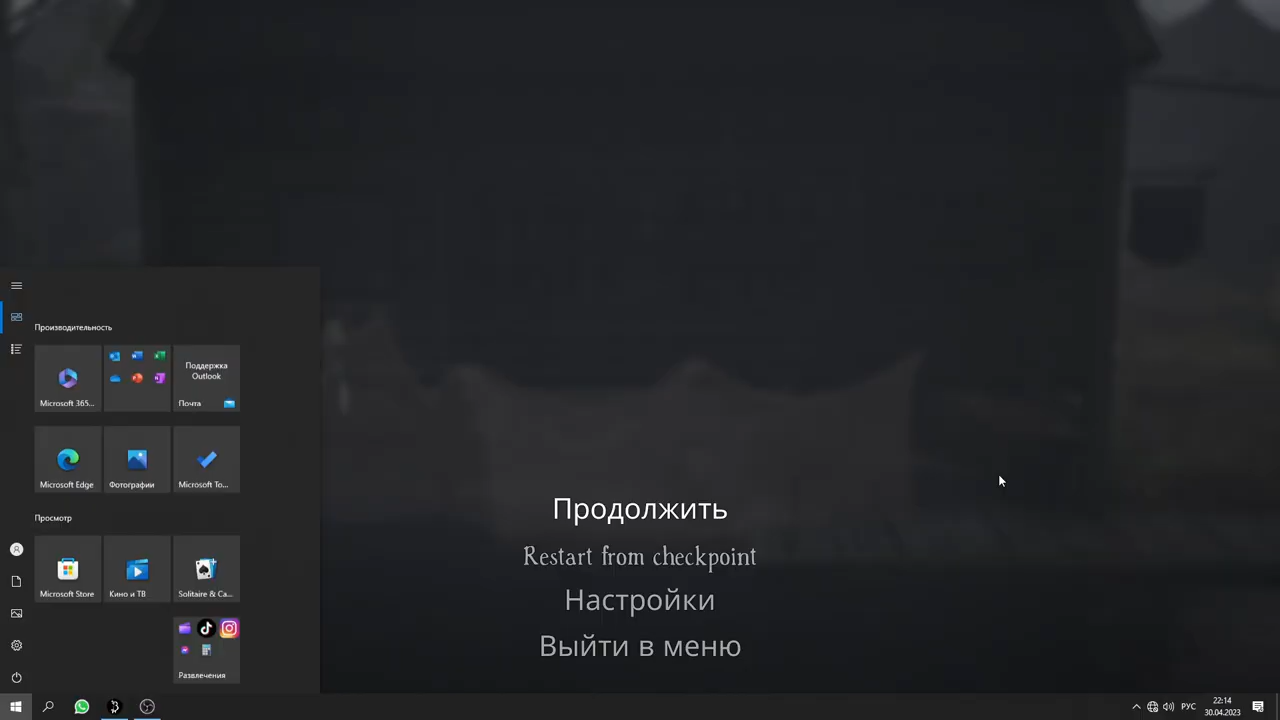 Производительность
Microsoft 365...
Поддержка
Outlook
Почта
Microsoft Edge
Фотографии
Microsoft To...
Просмотр
Microsoft Store
Кино и ТВ
Solitaire & Ca...
Развлечения
Продолжить
Restart from checkpoint
Настройки
Выйти в меню
РУС
22:14
30.04.2023